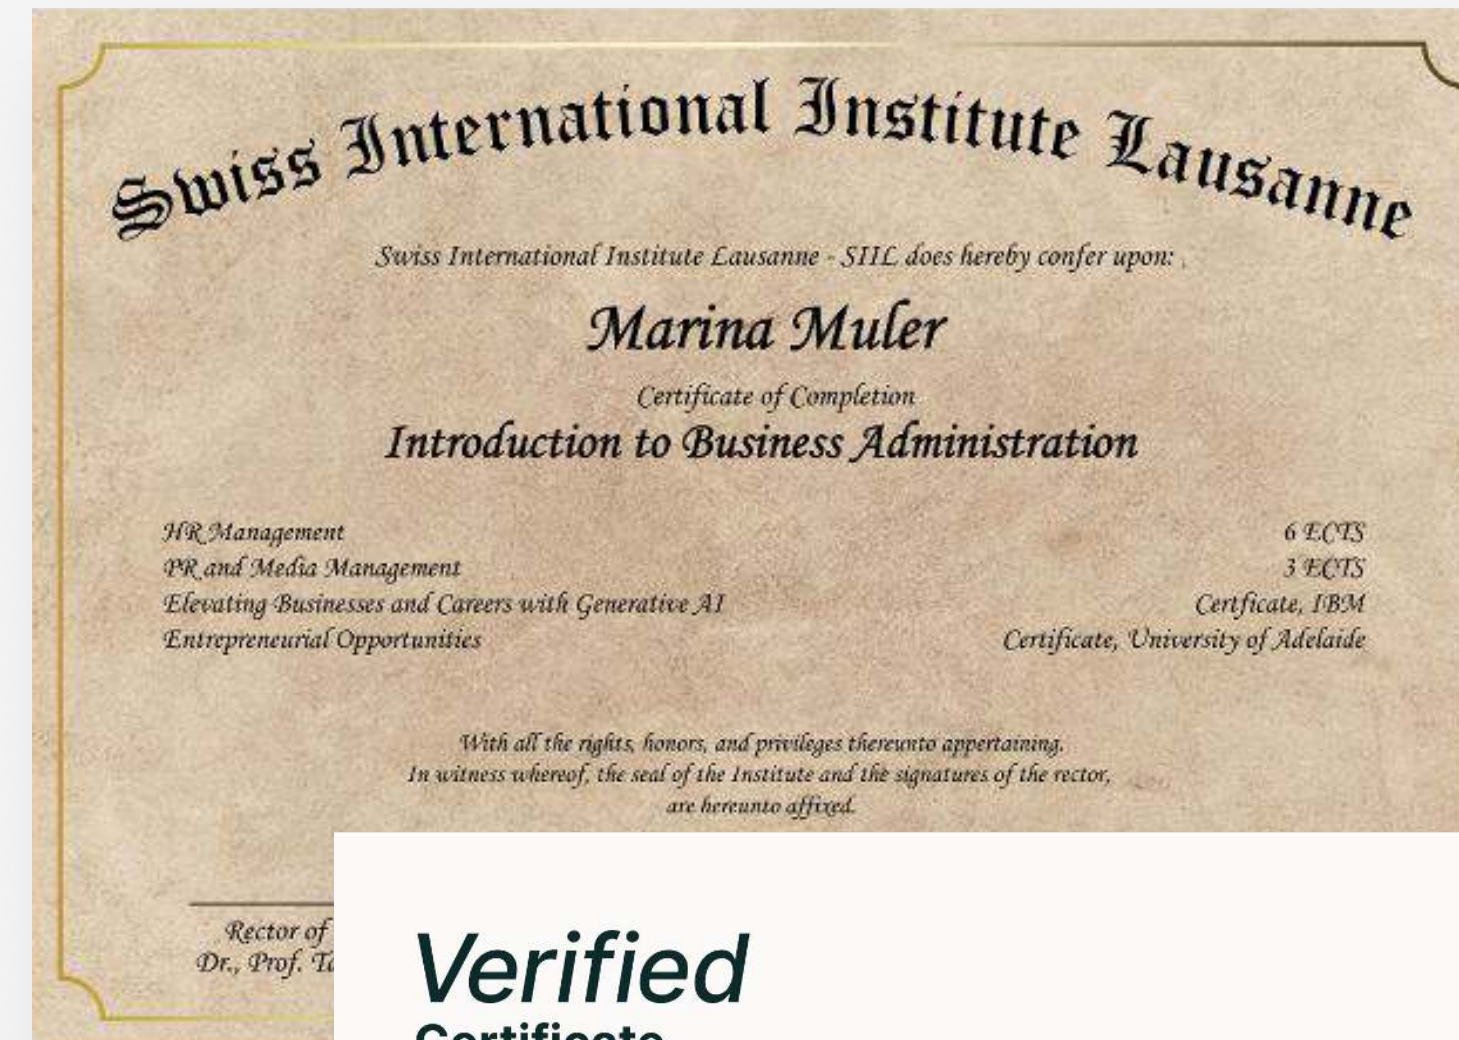 Swiss International Institute Lausanne
Swiss International Institute Lausanne - SIIL does hereby confer upon:
Marina Muler
Certificate of Completion
Introduction to Business Administration
HR Management 6 ECTS
PR and Media Management 3 ECTS
Elevating Businesses and Careers with Generative AI Certficate, IBM
Entrepreneurial Opportunities Certificate, University of Adelaide
With all the rights, honors, and privileges thereunto appertaining.
In witness whereof, the seal of the Institute and the signatures of the rector,
are hereunto affixed.
Rector of
Dr., Prof.
Verified
Certificate